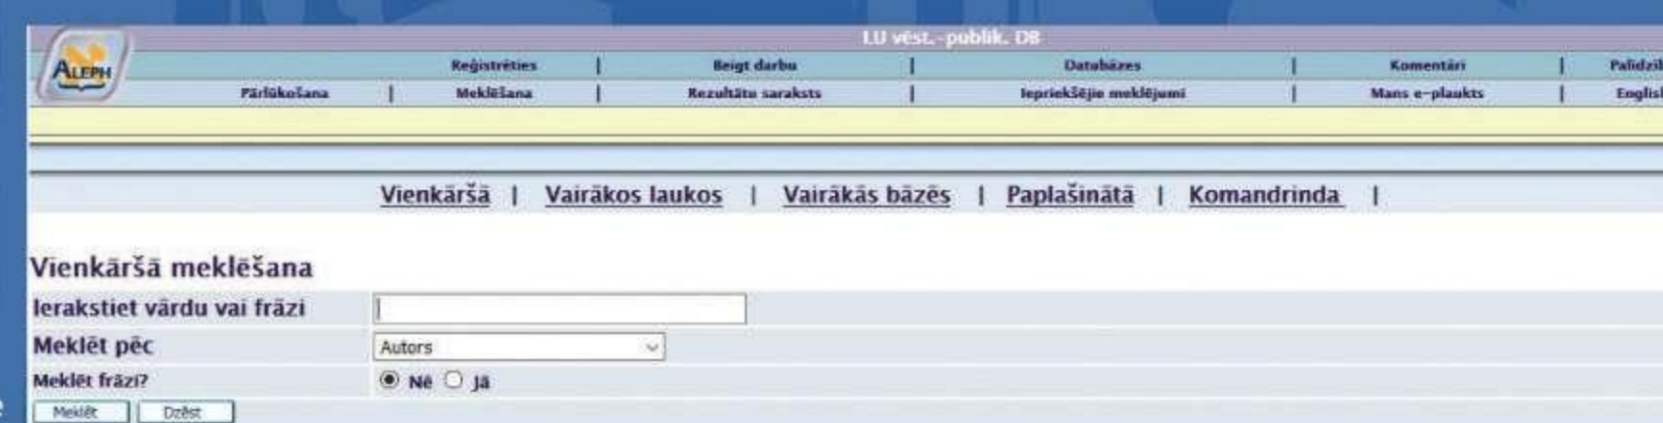 LU vēst.-publik. DB
ALEPH
Reģistrēties | Beigt darbu | Datubāzes | Komentāri |
Pārlūkošana | Meklēšana | Rezultātu saraksts | Iepriekšējie meklējumi | Mans e-plaukts |
Vienkāršā | Vairākos laukos | Vairākās bāzēs | Paplašinātā | Komandrinda |
Vienkāršā meklēšana
Ierakstiet vārdu vai frāzi
Meklēt pēc Autors
Meklēt frāzi? Nē Jā
Meklēt Dzēst